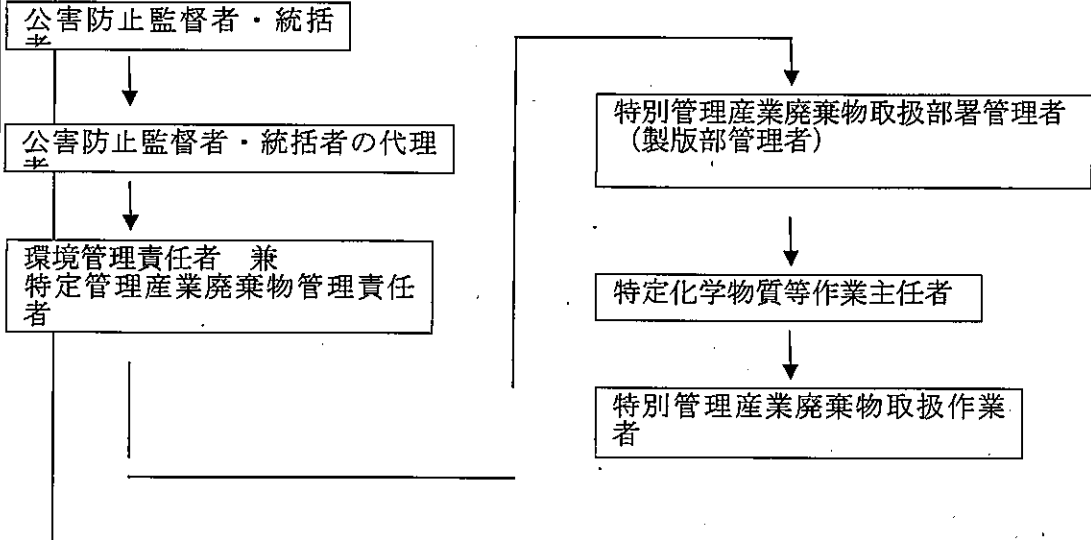 公害防止監督者・統括
者
公害防止監督者・統括者の代理
者
環境管理責任者　兼
特定管理産業廃棄物管理責任
者
特別管理産業廃棄物取扱部署管理者
（製版部管理者）
特定化学物質等作業主任者
特別管理産業廃棄物取扱作業
者